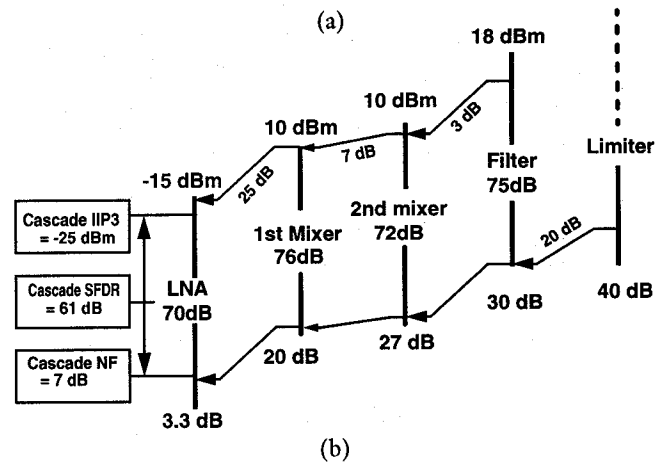 (a)
18 dBm
10 dBm
3 dB
10 dBm
7 dB
Filter
75dB
Limiter
-15 dBm
25 dB
Cascade IIP3
= -25 dBm
2nd mixer
72dB
1st Mixer
76dB
20 dB
Cascade SFDR
= 61 dB
LNA
70dB
30 dB
40 dB
Cascade NF
= 7 dB
20 dB
27 dB
3.3 dB
(b)